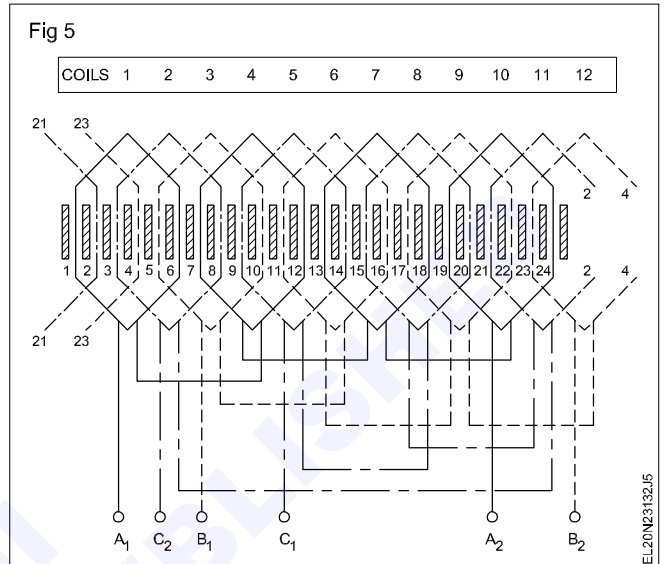 Fig 5
COILS 1 2 3 4 5 6 7 8 9 10 11 12
21 23
2 4
1 2 3 4 5 6 7 8 9 10 11 12 13 14 15 16 17 18 19 20 21 22 23 24
2 4
21 23
A1 C2 B1 C1 A2 B2
EL20N23132J5